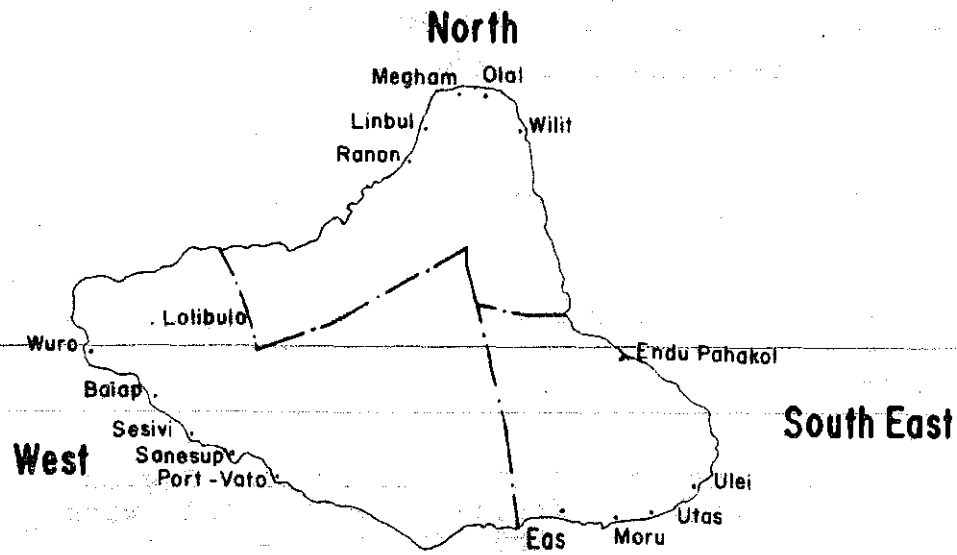 North
Megham Olal
Linbul Wilit
Ranon
Lolibulo
Wuro
Endu Pahakol
Baiap
South East
Sesivi
West
Sanesup
Port-Vato
Ulei
Utas
Eas Moru